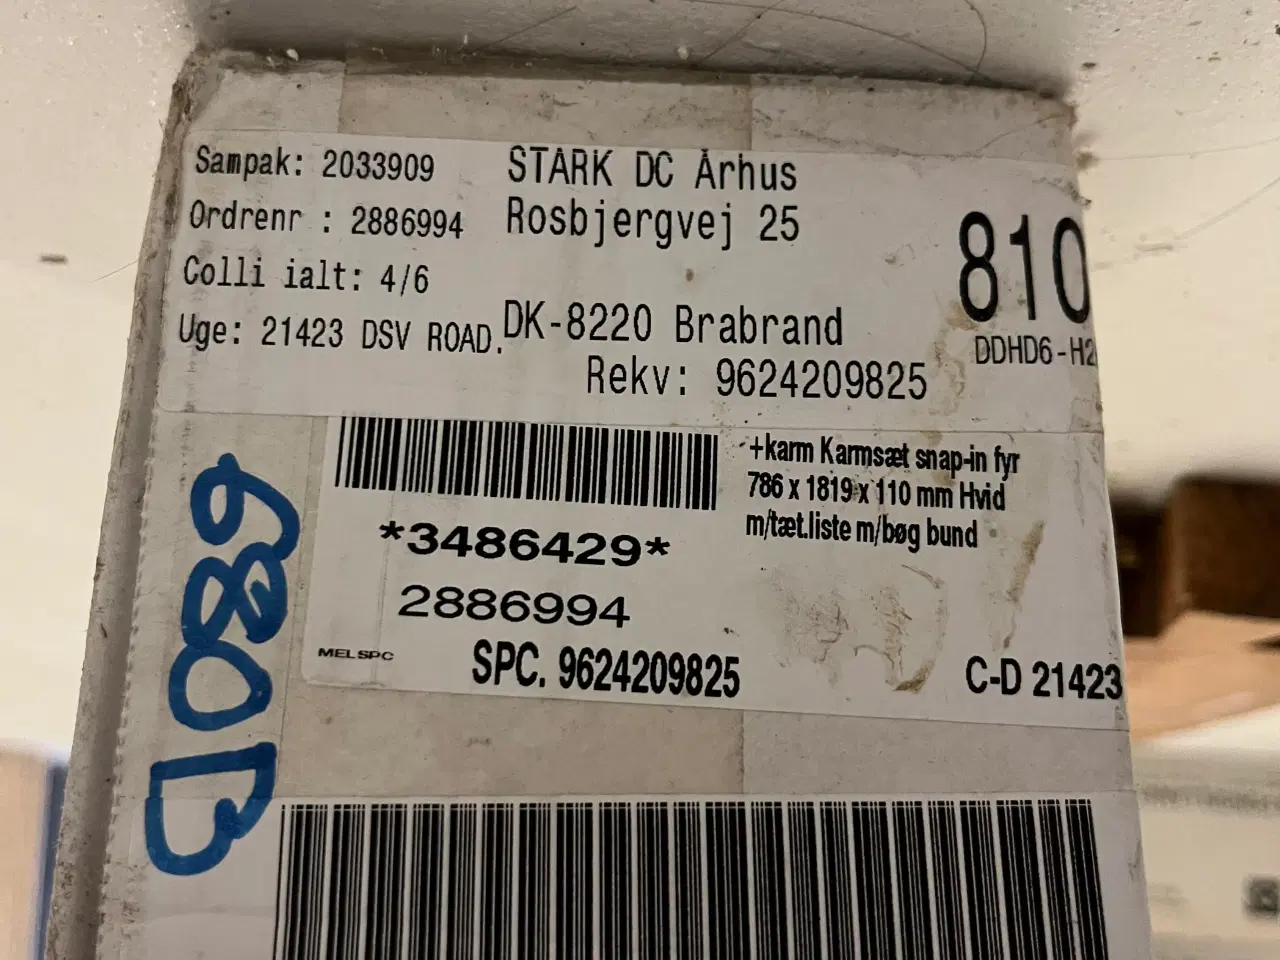 Sampak: 2033909
Ordrenr : 2886994
Colli ialt: 4/6
Uge: 21423 DSV ROAD.
STARK DC Århus
Rosbjergvej 25
DK-8220 Brabrand
Rekv: 9624209825
810
DDHD6-H2
+karm Karmsæt snap-in fyr
786 x 1819 x 110 mm Hvid
m/tæt.liste m/bøg bund
*3486429*
2886994
MELSPC
SPC. 9624209825
C-D 21423